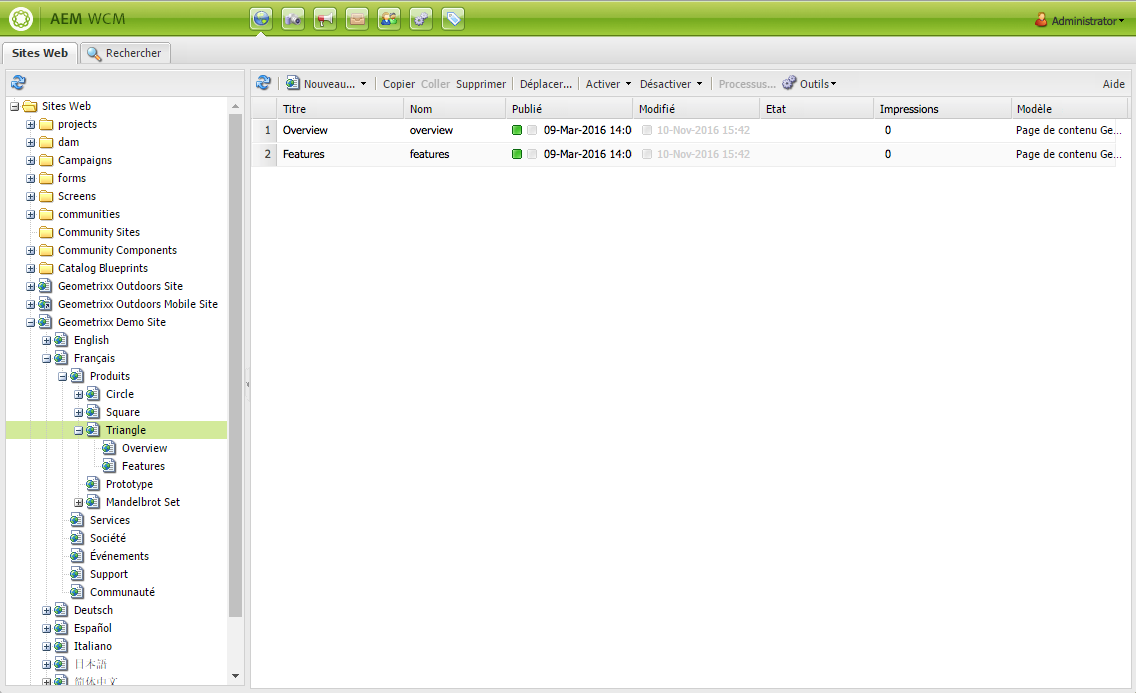 AEM WCM
Administrator
Sites Web Rechercher
Nouveau... Copier Coller Supprimer Déplacer... Activer Désactiver Processus... Outils Aide
Sites Web
projects
dam
Campaigns
forms
Screens
communities
Community Sites
Community Components
Catalog Blueprints
Geometrixx Outdoors Site
Geometrixx Outdoors Mobile Site
Geometrixx Demo Site
English
Français
Produits
Circle
Square
Triangle
Overview
Features
Prototype
Mandelbrot Set
Services
Société
Événements
Support
Communauté
Deutsch
Español
Italiano
日本語
简体中文
Titre Nom Publié Modifié Etat Impressions Modèle
1 Overview overview 09-Mar-2016 14:0 10-Nov-2016 15:42 0 Page de contenu Ge...
2 Features features 09-Mar-2016 14:0 10-Nov-2016 15:42 0 Page de contenu Ge...